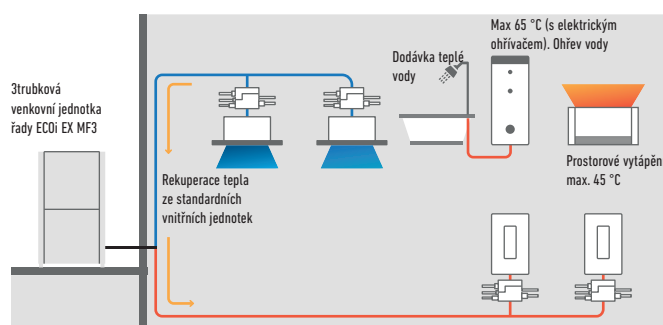 3trubková
venkovní jednotka
řady ECOi EX MF3
Rekuperace tepla
ze standardních
vnitřních jednotek
Dodávka teplé
vody
Max 65 °C (s elektrickým
ohřívačem). Ohřev vody
Prostorové vytápěn
max. 45 °C